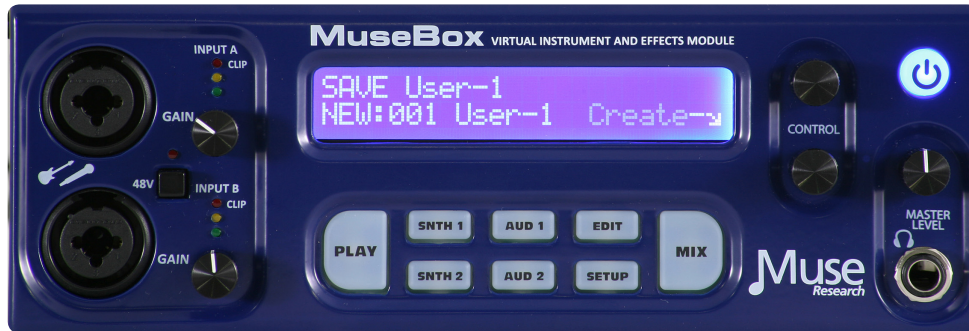 INPUT A
CLIP
GAIN
48V
INPUT B
CLIP
GAIN
MuseBox VIRTUAL INSTRUMENT AND EFFECTS MODULE
SAVE User-1
NEW:001 User-1 Create→
PLAY
SNTH 1
AUD 1
EDIT
SNTH 2
AUD 2
SETUP
MIX
CONTROL
MASTER
LEVEL
Muse
Research